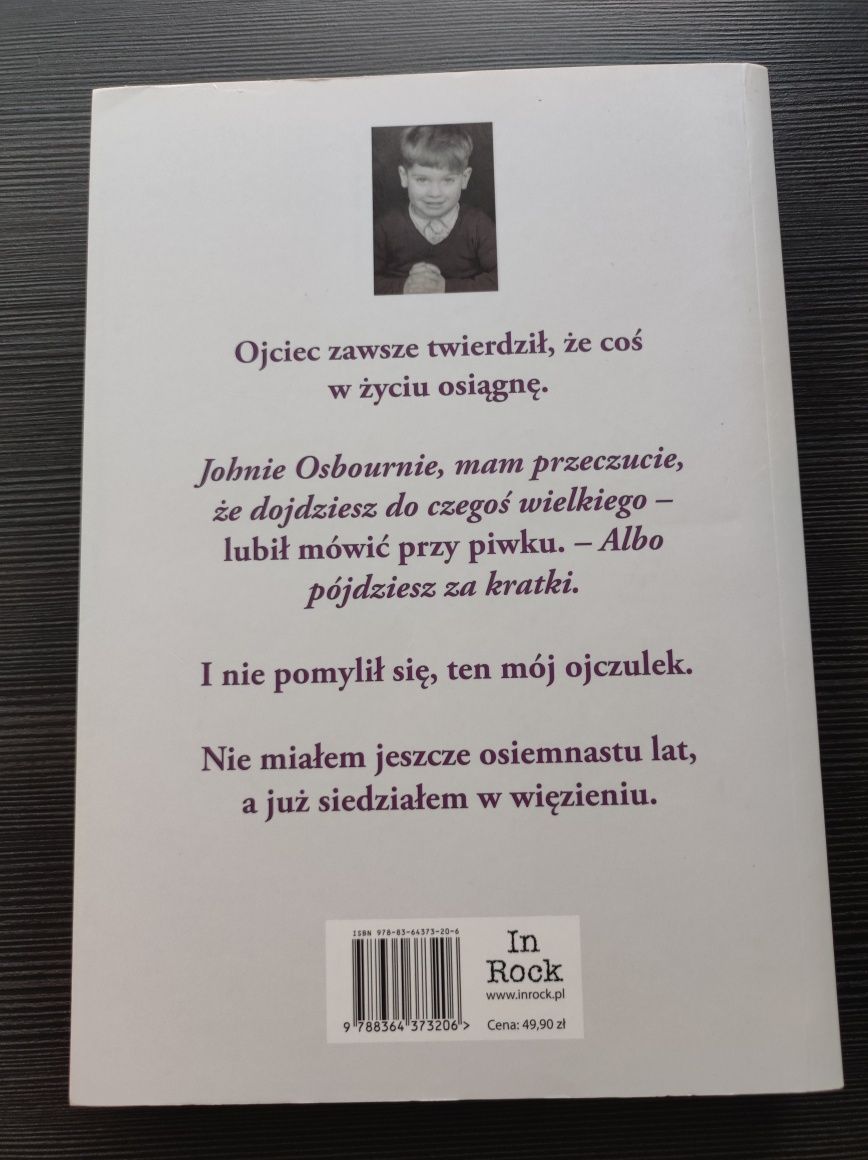 Ojciec zawsze twierdził, że coś
w życiu osiągnę.
Johnie Osbournie, mam przeczucie,
że dojdziesz do czegoś wielkiego –
lubił mówić przy piwku. – Albo
pójdziesz za kratki.
I nie pomylił się, ten mój ojczulek.
Nie miałem jeszcze osiemnastu lat,
a już siedziałem w więzieniu.
ISBN 978-83-64373-20-6
9 788364 373206 >
In
Rock
www.inrock.pl
Cena: 49,90 zł